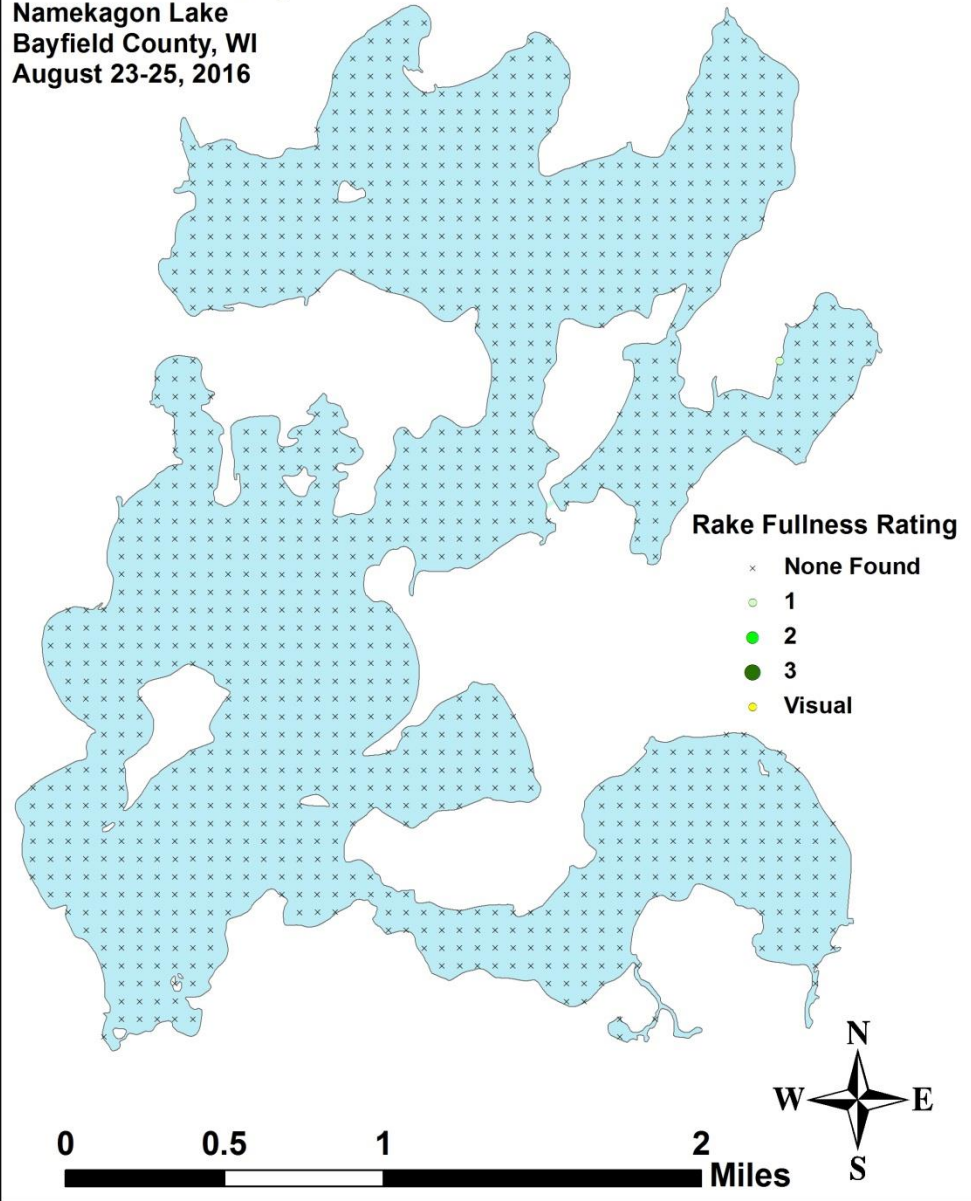 Namekagon Lake
Bayfield County, WI
August 23-25, 2016
Rake Fullness Rating
None Found
1
2
3
Visual
N
W E
S
0 0.5 1 2
Miles